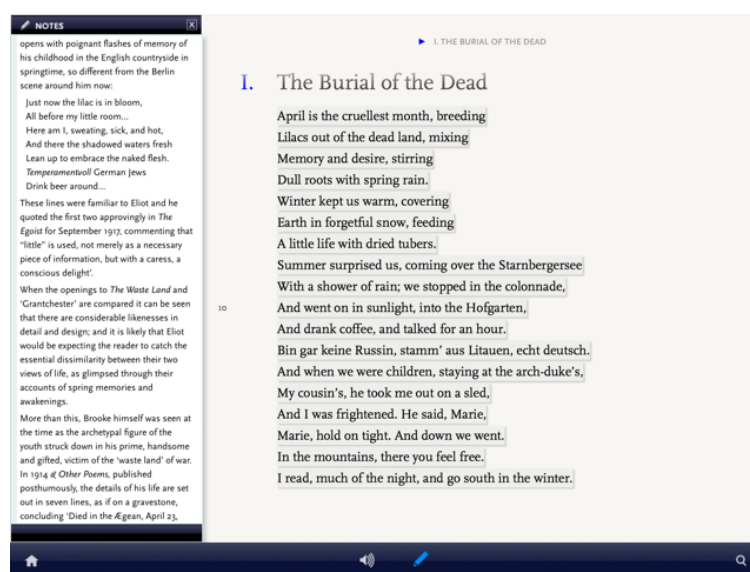 NOTES
X
opens with poignant flashes of memory of
his childhood in the English countryside in
springtime, so different from the Berlin
scene around him now:
Just now the lilac is in bloom,
All before my little room...
Here am I, sweating, sick, and hot,
And there the shadowed waters fresh
Lean up to embrace the naked flesh.
Temperamentvoll German Jews
Drink beer around...
These lines were familiar to Eliot and he
quoted the first two approvingly in The
Egoist for September 1917, commenting that
“little” is used, not merely as a necessary
piece of information, but with a caress, a
conscious delight’.
When the openings to The Waste Land and
‘Grantchester’ are compared it can be seen
that there are considerable likenesses in
detail and design; and it is likely that Eliot
would be expecting the reader to catch the
essential dissimilarity between their two
views of life, as glimpsed through their
accounts of spring memories and
awakenings.
More than this, Brooke himself was seen at
the time as the archetypal figure of the
youth struck down in his prime, handsome
and gifted, victim of the ‘waste land’ of war.
In 1914 & Other Poems, published
posthumously, the details of his life are set
out in seven lines, as if on a gravestone,
concluding ‘Died in the Ægean, April 23,
I. THE BURIAL OF THE DEAD
I. The Burial of the Dead
April is the cruellest month, breeding
Lilacs out of the dead land, mixing
Memory and desire, stirring
Dull roots with spring rain.
Winter kept us warm, covering
Earth in forgetful snow, feeding
A little life with dried tubers.
Summer surprised us, coming over the Starnbergersee
With a shower of rain; we stopped in the colonnade,
10 And went on in sunlight, into the Hofgarten,
And drank coffee, and talked for an hour.
Bin gar keine Russin, stamm’ aus Litauen, echt deutsch.
And when we were children, staying at the arch-duke’s,
My cousin’s, he took me out on a sled,
And I was frightened. He said, Marie,
Marie, hold on tight. And down we went.
In the mountains, there you feel free.
I read, much of the night, and go south in the winter.